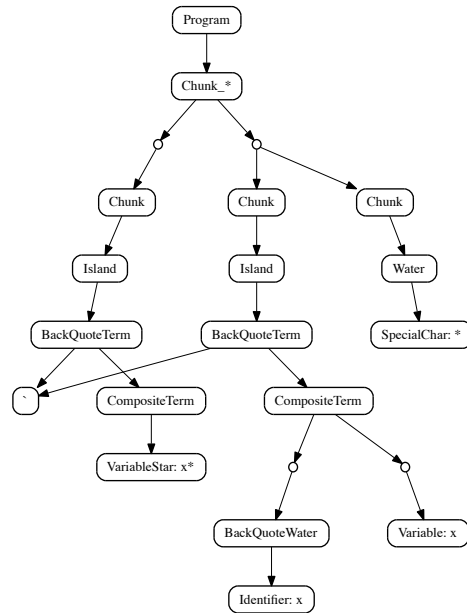 Program
Chunk_*
Chunk Chunk Chunk
Island Island Water
BackQuoteTerm BackQuoteTerm SpecialChar: *
` CompositeTerm CompositeTerm
VariableStar: x*
BackQuoteWater Variable: x
Identifier: x